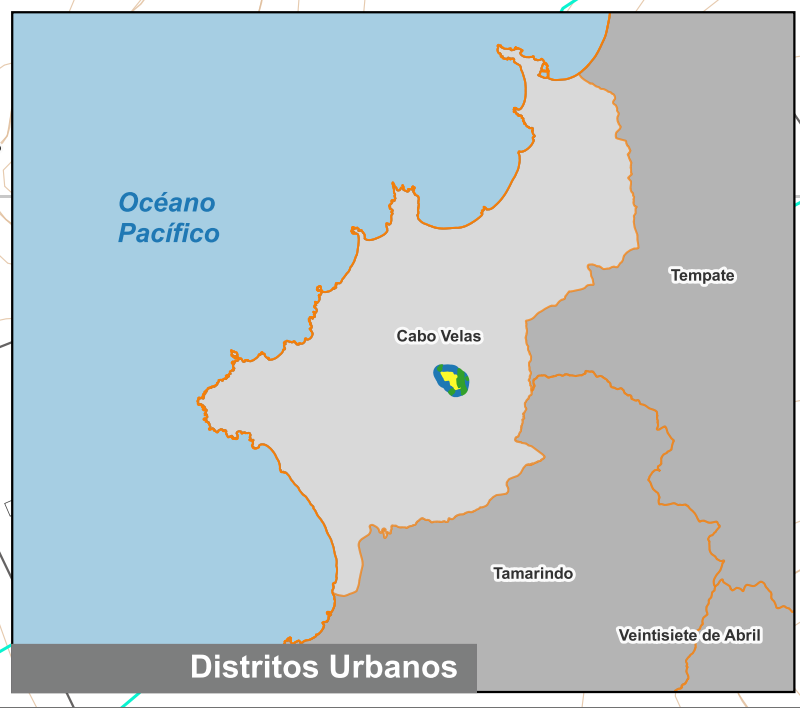 Océano
Pacífico
Tempate
Cabo Velas
Tamarindo
Veintisiete de Abril
Distritos Urbanos